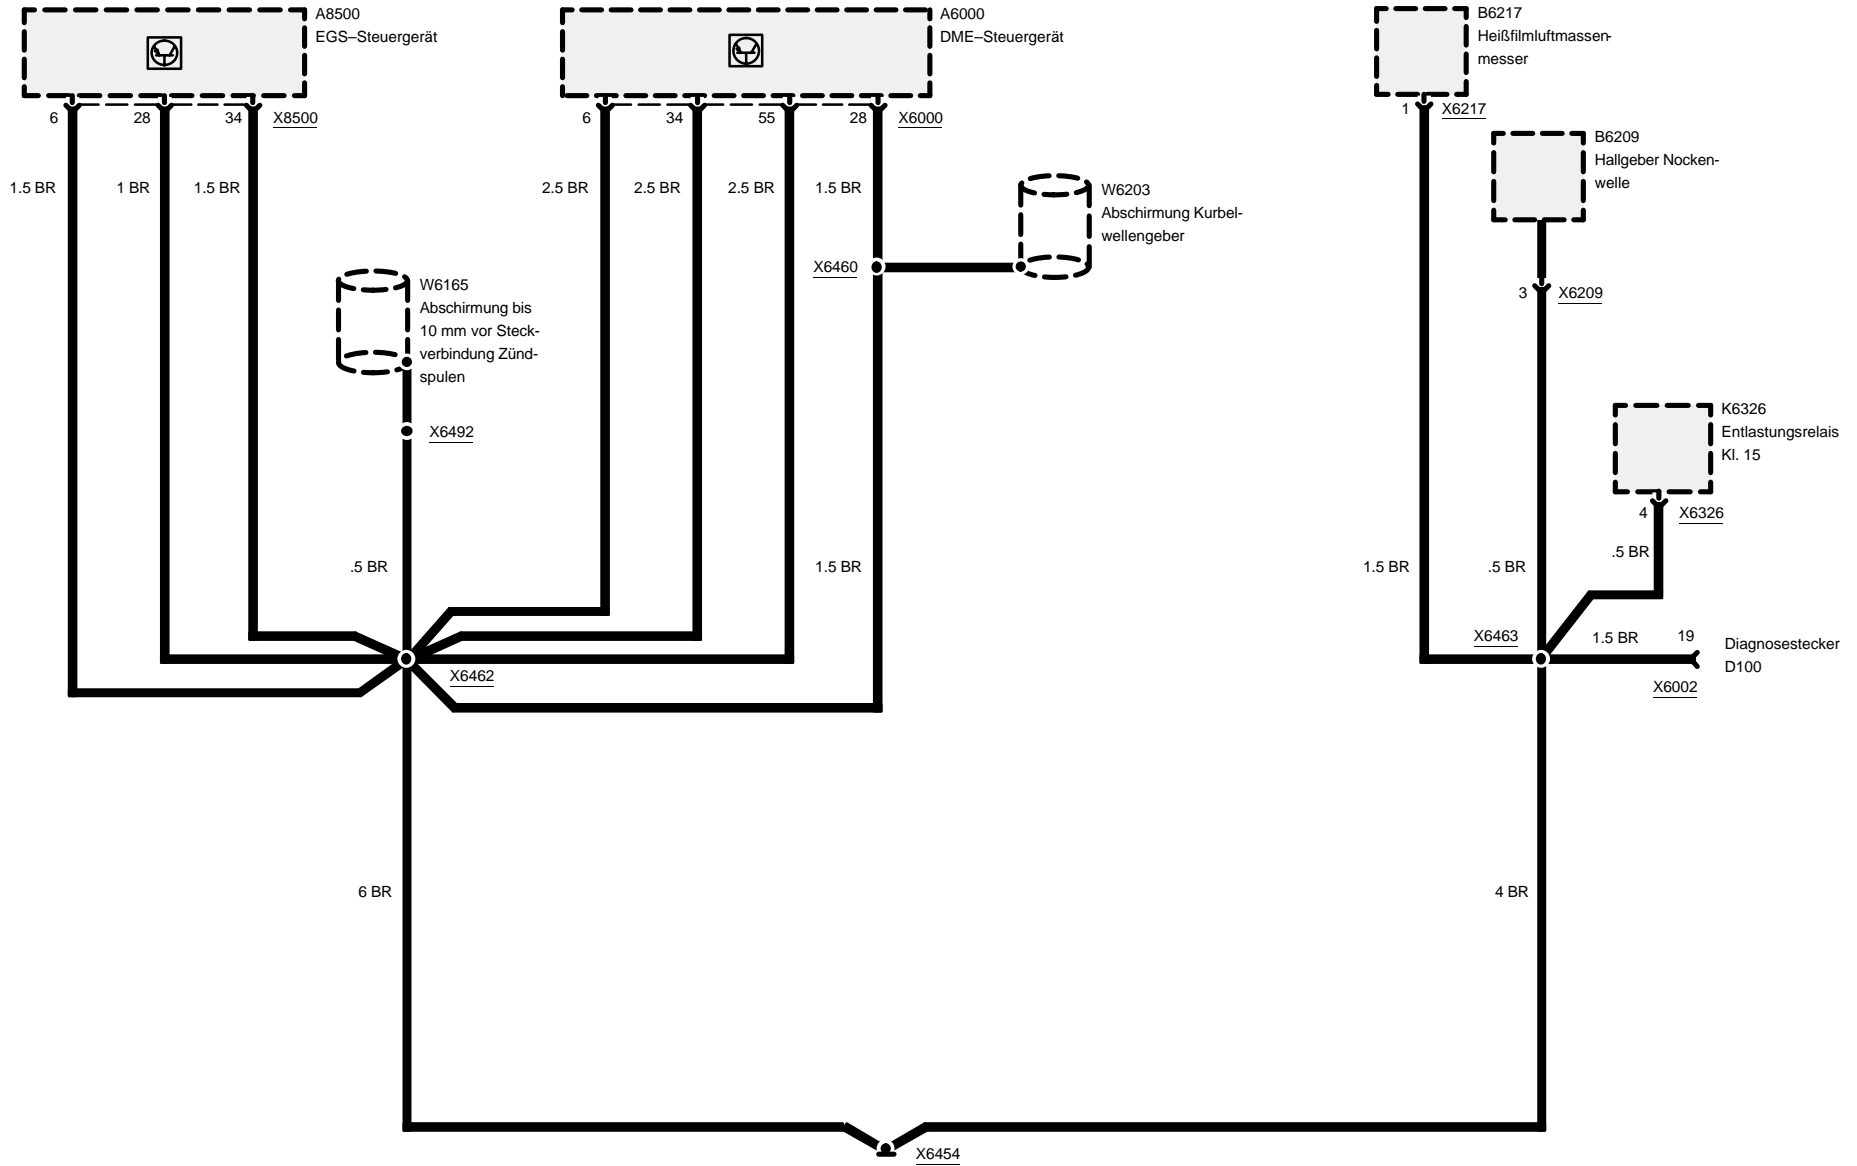 A8500
EGS–Steuergerät
6
28
34
X8500
1.5 BR
1 BR
1.5 BR
A6000
DME–Steuergerät
6
34
55
28
X6000
2.5 BR
2.5 BR
2.5 BR
1.5 BR
W6203
Abschirmung Kurbel-
wellengeber
X6460
W6165
Abschirmung bis
10 mm vor Steck-
verbindung Zünd-
spulen
X6492
.5 BR
1.5 BR
X6462
6 BR
B6217
Heißfilmluftmassen-
messer
1
X6217
B6209
Hallgeber Nocken-
welle
3
X6209
K6326
Entlastungsrelais
Kl. 15
4
X6326
.5 BR
1.5 BR
.5 BR
X6463
1.5 BR
19
Diagnosestecker
D100
X6002
4 BR
X6454